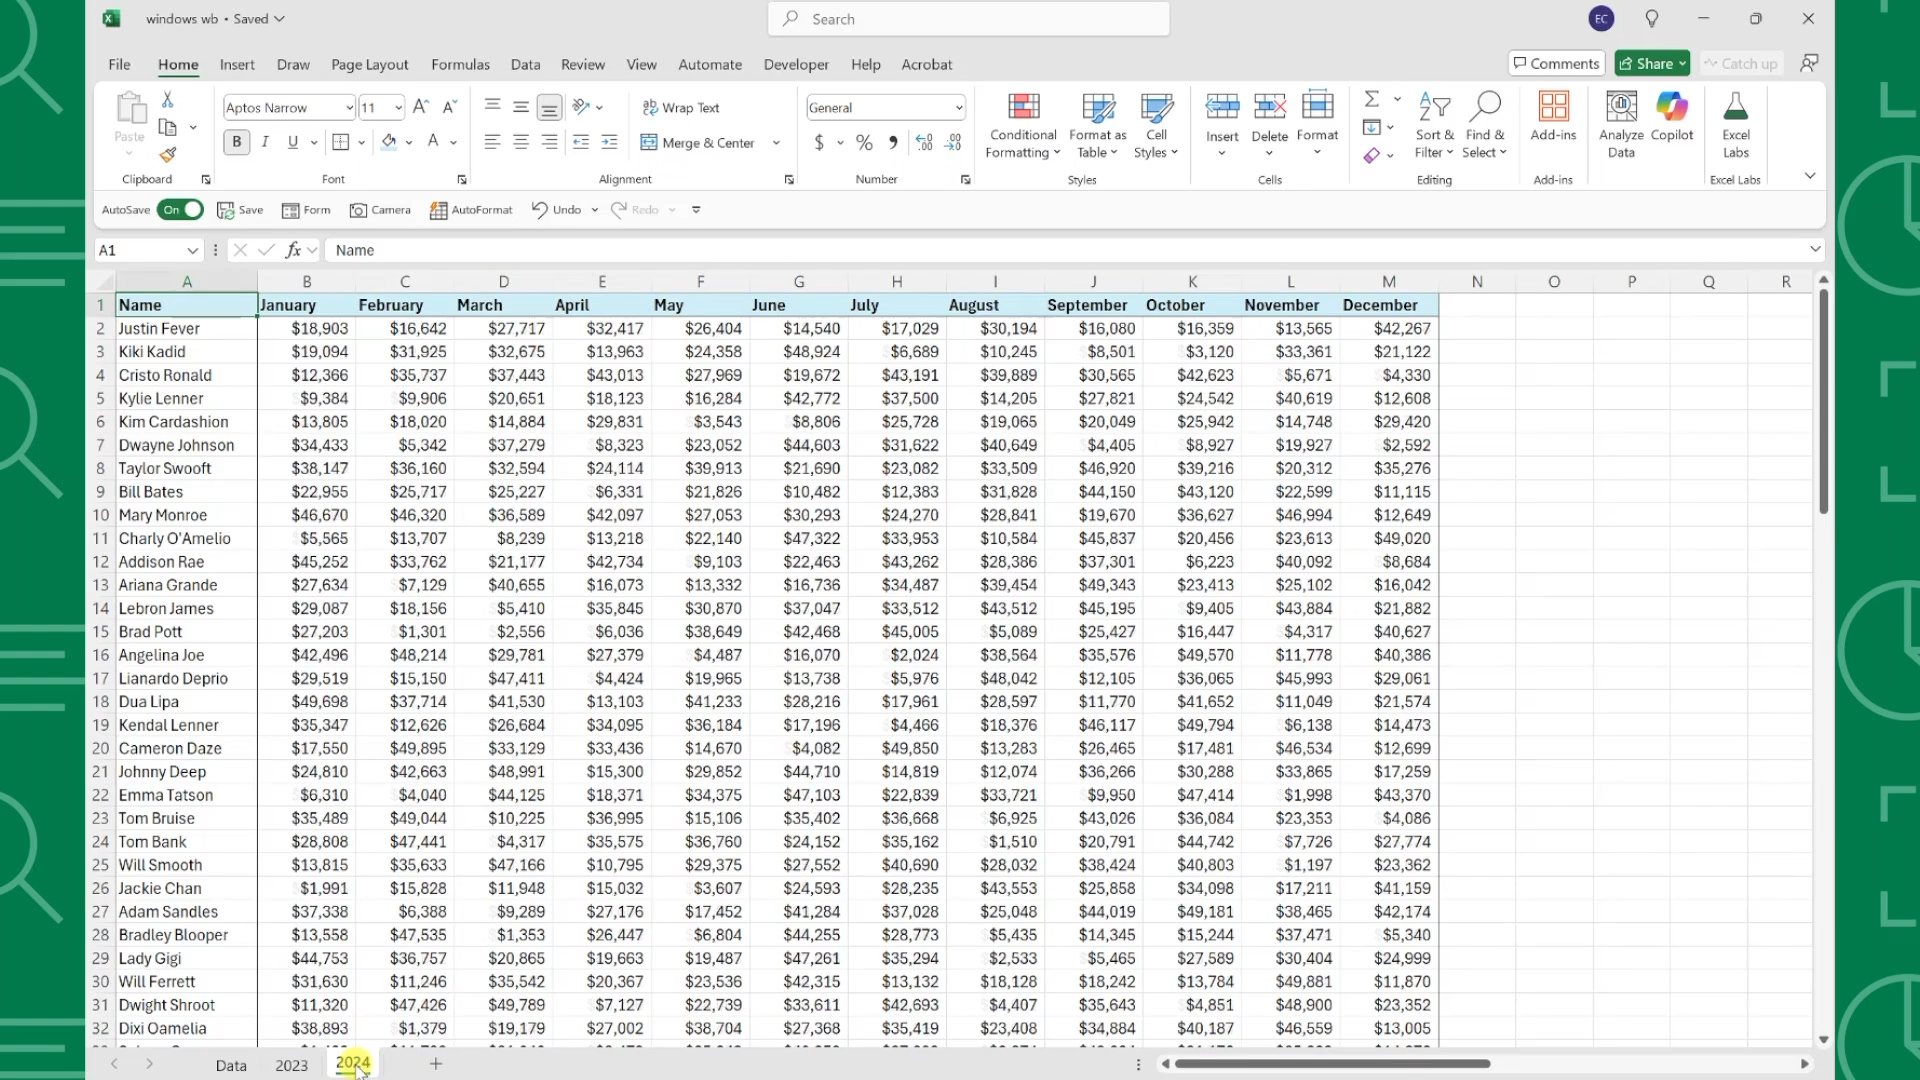 windows wb • Saved
Search
EC
File Home Insert Draw Page Layout Formulas Data Review View Automate Developer Help Acrobat
Comments Share Catch up
Paste
Aptos Narrow 11
B I U
Wrap Text
Merge & Center
General
$ % 9
Conditional Formatting
Format as Table
Cell Styles
Insert Delete Format
Sort & Filter
Find & Select
Add-ins
Analyze Data
Copilot
Excel Labs
Clipboard Font Alignment Number Styles Cells Editing Add-ins Excel Labs
AutoSave On Save Form Camera AutoFormat Undo Redo
A1 fx Name
A B C D E F G H I J K L M N O P Q R
1 Name January February March April May June July August September October November December
2 Justin Fever $18,903 $16,642 $27,717 $32,417 $26,404 $14,540 $17,029 $30,194 $16,080 $16,359 $13,565 $42,267
3 Kiki Kadid $19,094 $31,925 $32,675 $13,963 $24,358 $48,924 $6,689 $10,245 $8,501 $3,120 $33,361 $21,122
4 Cristo Ronald $12,366 $35,737 $37,443 $43,013 $27,969 $19,672 $43,191 $39,889 $30,565 $42,623 $5,671 $4,330
5 Kylie Lenner $9,384 $9,906 $20,651 $18,123 $16,284 $42,772 $37,500 $14,205 $27,821 $24,542 $40,619 $12,608
6 Kim Cardashion $13,805 $18,020 $14,884 $29,831 $3,543 $8,806 $25,728 $19,065 $20,049 $25,942 $14,748 $29,420
7 Dwayne Johnson $34,433 $5,342 $37,279 $8,323 $23,052 $44,603 $31,622 $40,649 $4,405 $8,927 $19,927 $2,592
8 Taylor Swooft $38,147 $36,160 $32,594 $24,114 $39,913 $21,690 $23,082 $33,509 $46,920 $39,216 $20,312 $35,276
9 Bill Bates $22,955 $25,717 $25,227 $6,331 $21,826 $10,482 $12,383 $31,828 $44,150 $43,120 $22,599 $11,115
10 Mary Monroe $46,670 $46,320 $36,589 $42,097 $27,053 $30,293 $24,270 $28,841 $19,670 $36,627 $46,994 $12,649
11 Charly O'Amelio $5,565 $13,707 $8,239 $13,218 $22,140 $47,322 $33,953 $10,584 $45,837 $20,456 $23,613 $49,020
12 Addison Rae $45,252 $33,762 $21,177 $42,734 $9,103 $22,463 $43,262 $28,386 $37,301 $6,223 $40,092 $8,684
13 Ariana Grande $27,634 $7,129 $40,655 $16,073 $13,332 $16,736 $34,487 $39,454 $49,343 $23,413 $25,102 $16,042
14 Lebron James $29,087 $18,156 $5,410 $35,845 $30,870 $37,047 $33,512 $43,512 $45,195 $9,405 $43,884 $21,882
15 Brad Pott $27,203 $1,301 $2,556 $6,036 $38,649 $42,468 $45,005 $5,089 $25,427 $16,447 $4,317 $40,627
16 Angelina Joe $42,496 $48,214 $29,781 $27,379 $4,487 $16,070 $2,024 $38,564 $35,576 $49,570 $11,778 $40,386
17 Lianardo Deprio $29,519 $15,150 $47,411 $4,424 $19,965 $13,738 $5,976 $48,042 $12,105 $36,065 $45,993 $29,061
18 Dua Lipa $49,698 $37,714 $41,530 $13,103 $41,233 $28,216 $17,961 $28,597 $11,770 $41,652 $11,049 $21,574
19 Kendal Lenner $35,347 $12,626 $26,684 $34,095 $36,184 $17,196 $4,466 $18,376 $46,117 $49,794 $6,138 $14,473
20 Cameron Daze $17,550 $49,895 $33,129 $33,436 $14,670 $4,082 $49,850 $13,283 $26,465 $17,481 $46,534 $12,699
21 Johnny Deep $24,810 $42,663 $48,991 $15,300 $29,852 $44,710 $14,819 $12,074 $36,266 $30,288 $33,865 $17,259
22 Emma Tatson $6,310 $4,040 $44,125 $18,371 $34,375 $47,103 $22,839 $33,721 $9,950 $47,414 $1,998 $43,370
23 Tom Bruise $35,489 $49,044 $10,225 $36,995 $15,106 $35,402 $36,668 $6,925 $43,026 $36,084 $23,353 $4,086
24 Tom Bank $28,808 $47,441 $4,317 $35,575 $36,760 $24,152 $35,162 $1,510 $20,791 $44,742 $7,726 $27,774
25 Will Smooth $13,815 $35,633 $47,166 $10,795 $29,375 $27,552 $40,690 $28,032 $38,424 $40,803 $1,197 $23,362
26 Jackie Chan $1,991 $15,828 $11,948 $15,032 $3,607 $24,593 $28,235 $43,553 $25,858 $34,098 $17,211 $41,159
27 Adam Sandles $37,338 $6,388 $9,289 $27,176 $17,452 $41,284 $37,028 $25,048 $44,019 $49,181 $38,465 $42,174
28 Bradley Blooper $13,558 $47,535 $1,353 $26,447 $6,804 $44,255 $28,773 $5,435 $14,345 $15,244 $37,471 $5,340
29 Lady Gigi $44,753 $36,757 $20,865 $19,663 $19,487 $47,261 $35,294 $2,533 $5,465 $27,589 $30,404 $24,999
30 Will Ferrett $31,630 $11,246 $35,542 $20,367 $23,536 $42,315 $13,132 $18,128 $18,242 $13,784 $49,881 $11,870
31 Dwight Shroot $11,320 $47,426 $49,789 $7,127 $22,739 $33,611 $42,693 $4,407 $35,643 $4,851 $48,900 $23,352
32 Dixi Oamelia $38,893 $1,379 $19,179 $27,002 $38,704 $27,368 $35,419 $23,408 $34,884 $40,187 $46,559 $13,005
Data 2023 2024